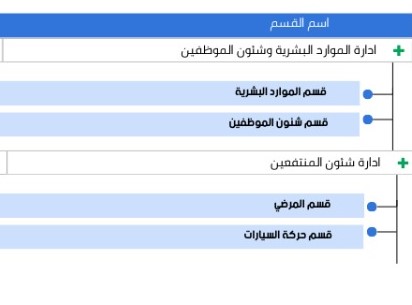 اسم القسم
ادارة الموارد البشرية وشئون الموظفين
قسم الموارد البشرية
قسم شئون الموظفين
ادارة شئون المنتفعين
قسم المرضي
قسم حركة السيارات